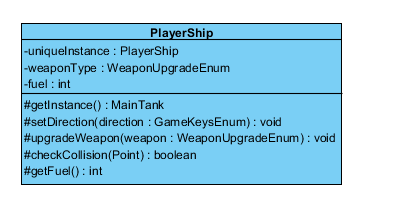 PlayerShip
-uniqueInstance : PlayerShip
-weaponType : WeaponUpgradeEnum
-fuel : int
#getInstance() : MainTank
#setDirection(direction : GameKeysEnum) : void
#upgradeWeapon(weapon : WeaponUpgradeEnum) : void
#checkCollision(Point) : boolean
#getFuel() : int